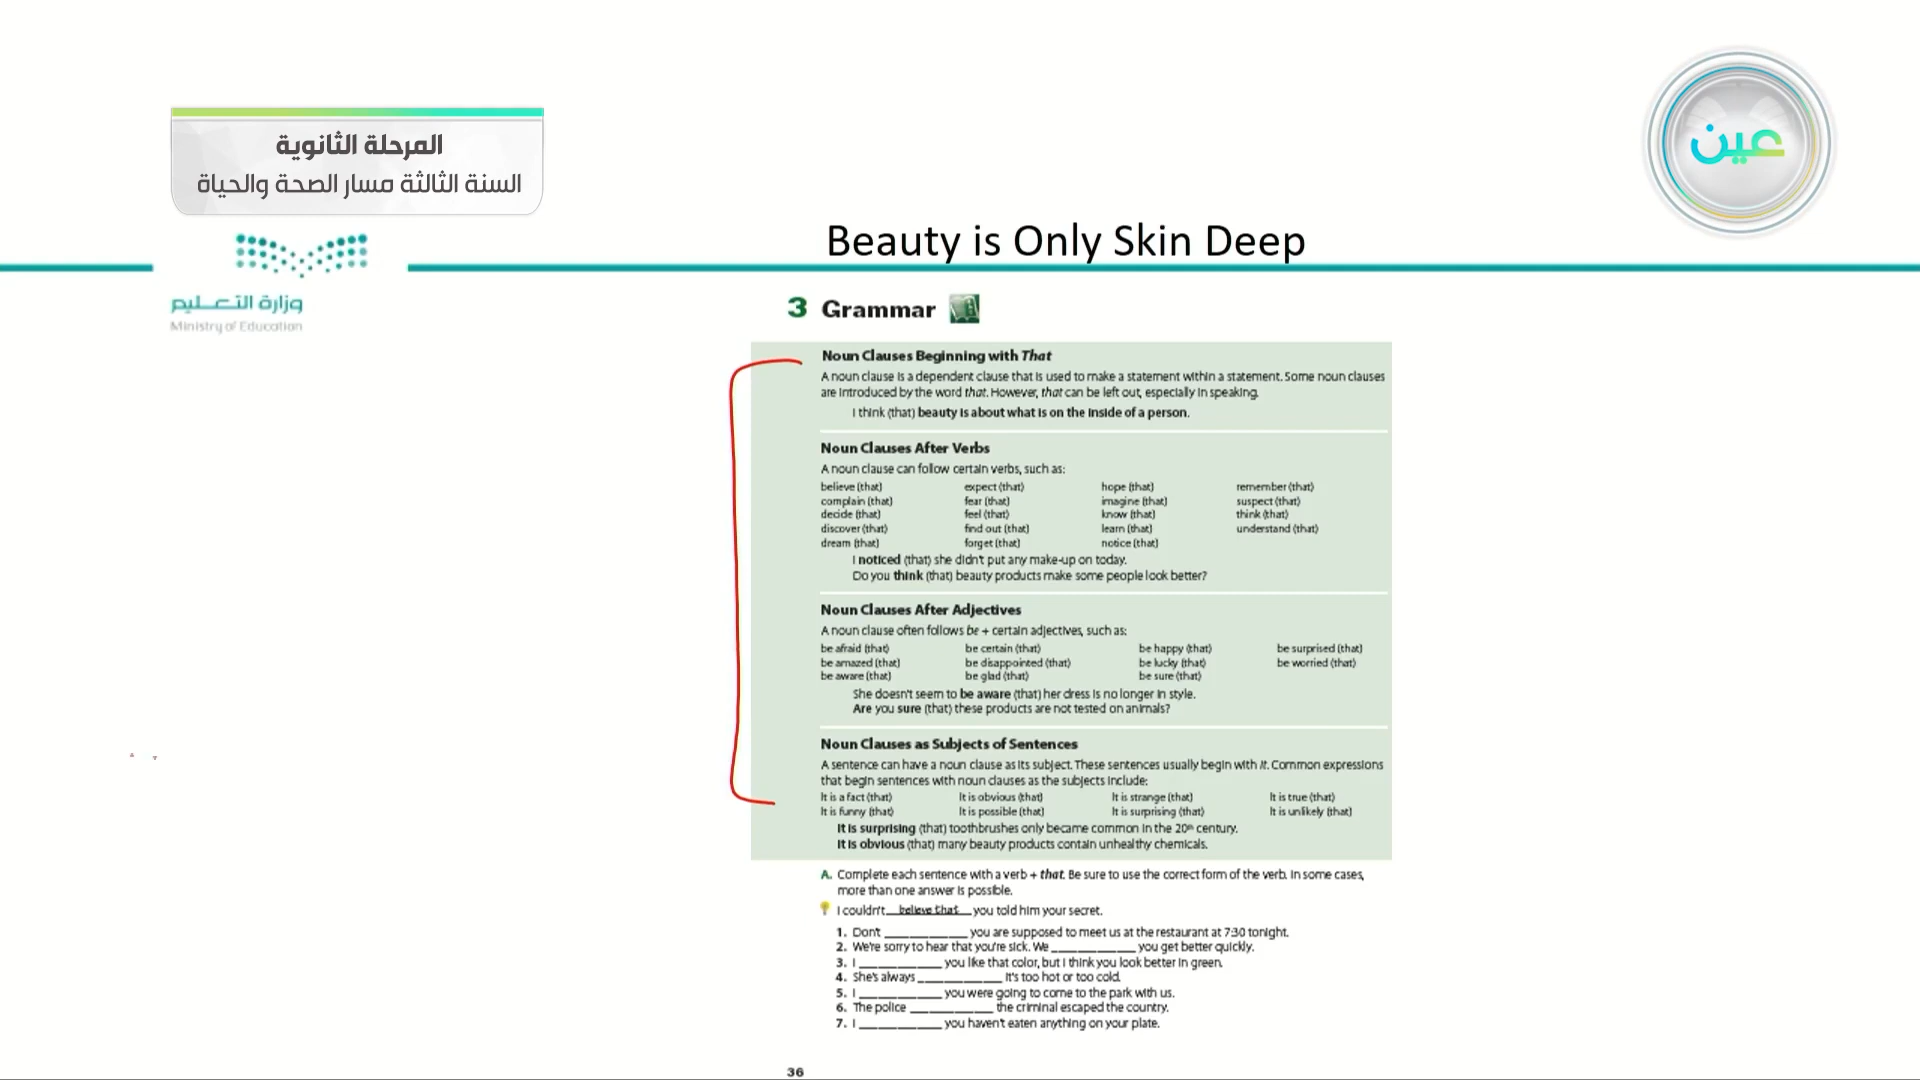 المرحلة الثانوية
السنة الثالثة مسار الصحة والحياة
عين
وزارة التعليم
Ministry of Education
Beauty is Only Skin Deep
3 Grammar
Noun Clauses Beginning with That
A noun clause is a dependent clause that is used to make a statement within a statement. Some noun clauses
are introduced by the word that. However, that can be left out, especially in speaking.
I think (that) beauty is about what is on the inside of a person.
Noun Clauses After Verbs
A noun clause can follow certain verbs, such as:
believe (that) expect (that) hope (that) remember (that)
complain (that) fear (that) imagine (that) suspect (that)
decide (that) feel (that) know (that) think (that)
discover (that) find out (that) learn (that) understand (that)
dream (that) forget (that) notice (that)
I noticed (that) she didn't put any make-up on today.
Do you think (that) beauty products make some people look better?
Noun Clauses After Adjectives
A noun clause often follows be + certain adjectives, such as:
be afraid (that) be certain (that) be happy (that) be surprised (that)
be amazed (that) be disappointed (that) be lucky (that) be worried (that)
be aware (that) be glad (that) be sure (that)
She doesn't seem to be aware (that) her dress is no longer in style.
Are you sure (that) these products are not tested on animals?
Noun Clauses as Subjects of Sentences
A sentence can have a noun clause as its subject. These sentences usually begin with it. Common expressions
that begin sentences with noun clauses as the subjects include:
It is a fact (that) It is obvious (that) It is strange (that) It is true (that)
It is funny (that) It is possible (that) It is surprising (that) It is unlikely (that)
It is surprising (that) toothbrushes only became common in the 20th century.
It is obvious (that) many beauty products contain unhealthy chemicals.
A. Complete each sentence with a verb + that. Be sure to use the correct form of the verb. In some cases,
more than one answer is possible.
I couldn't believe that you told him your secret.
1. Don't ____________ you are supposed to meet us at the restaurant at 7:30 tonight.
2. We're sorry to hear that you're sick. We ____________ you get better quickly.
3. I ____________ you like that color, but I think you look better in green.
4. She's always ____________ it's too hot or too cold.
5. I ____________ you were going to come to the park with us.
6. The police ____________ the criminal escaped the country.
7. I ____________ you haven't eaten anything on your plate.
36